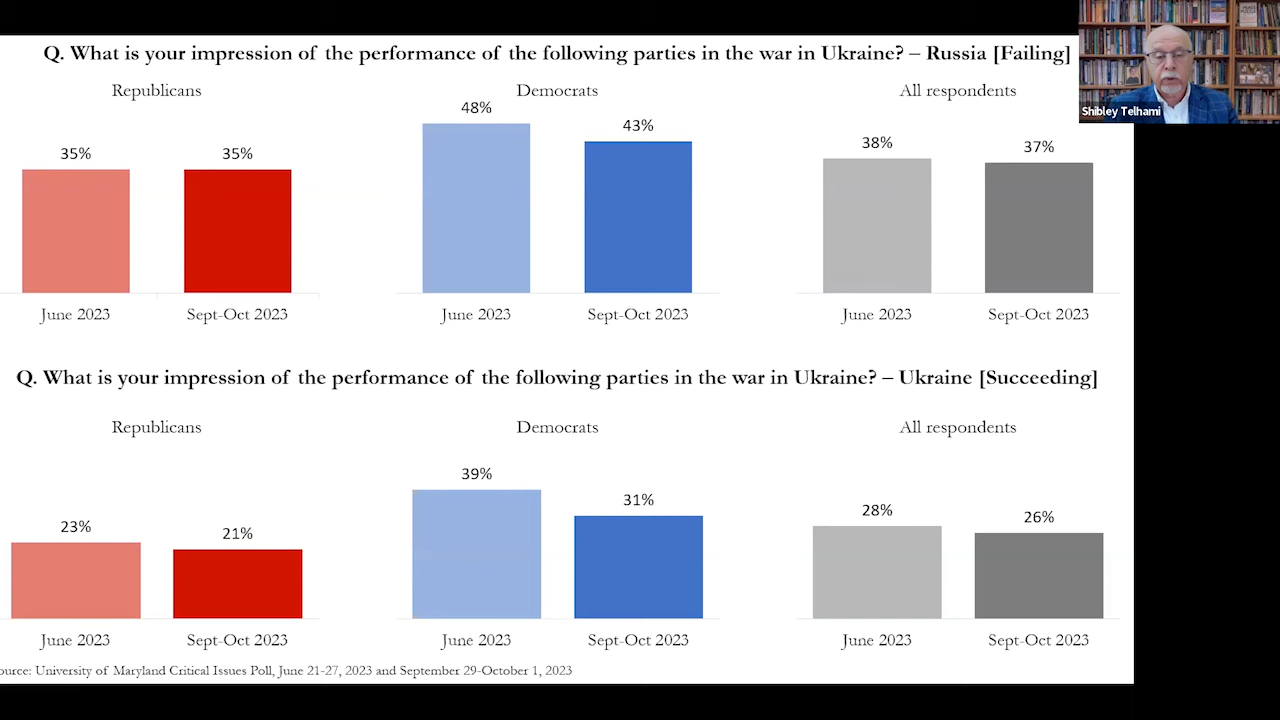 Q. What is your impression of the performance of the following parties in the war in Ukraine? – Russia [Failing]
Republicans
Democrats
All respondents
35%
35%
48%
43%
38%
37%
June 2023
Sept-Oct 2023
June 2023
Sept-Oct 2023
June 2023
Sept-Oct 2023
Shibley Telhami
Q. What is your impression of the performance of the following parties in the war in Ukraine? – Ukraine [Succeeding]
Republicans
Democrats
All respondents
23%
21%
39%
31%
28%
26%
June 2023
Sept-Oct 2023
June 2023
Sept-Oct 2023
June 2023
Sept-Oct 2023
ource: University of Maryland Critical Issues Poll, June 21-27, 2023 and September 29-October 1, 2023